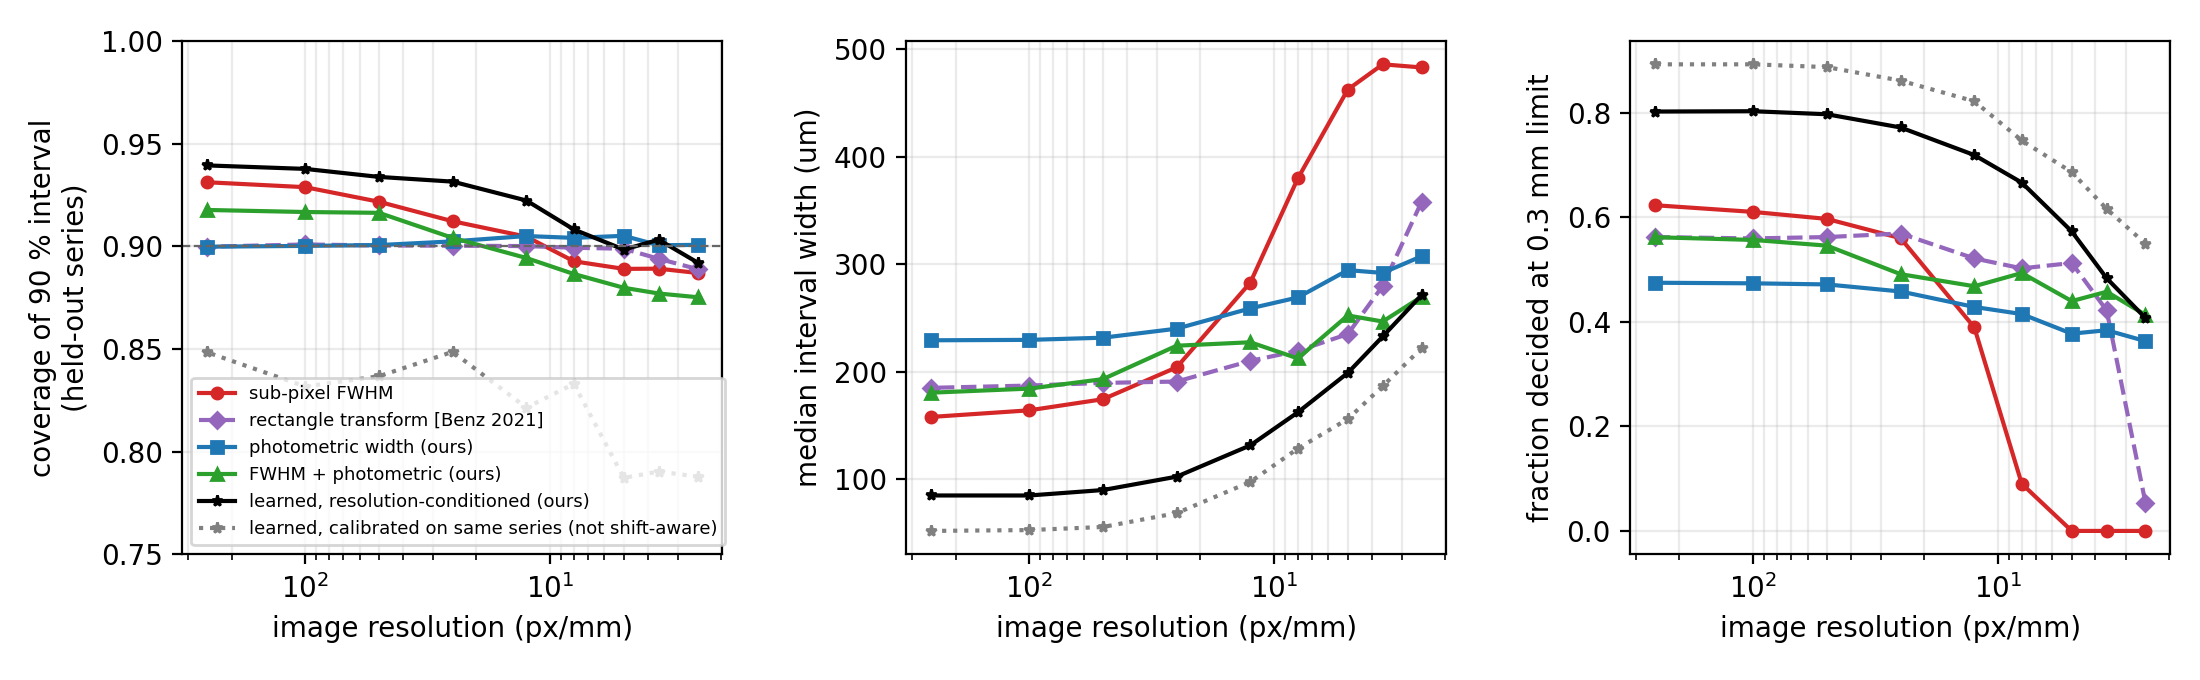 coverage of 90 % interval
(held-out series)
1.00
0.95
0.90
0.85
0.80
0.75
sub-pixel FWHM
rectangle transform [Benz 2021]
photometric width (ours)
FWHM + photometric (ours)
learned, resolution-conditioned (ours)
learned, calibrated on same series (not shift-aware)
10²
10¹
image resolution (px/mm)
median interval width (um)
500
400
300
200
100
10²
10¹
image resolution (px/mm)
fraction decided at 0.3 mm limit
0.8
0.6
0.4
0.2
0.0
10²
10¹
image resolution (px/mm)